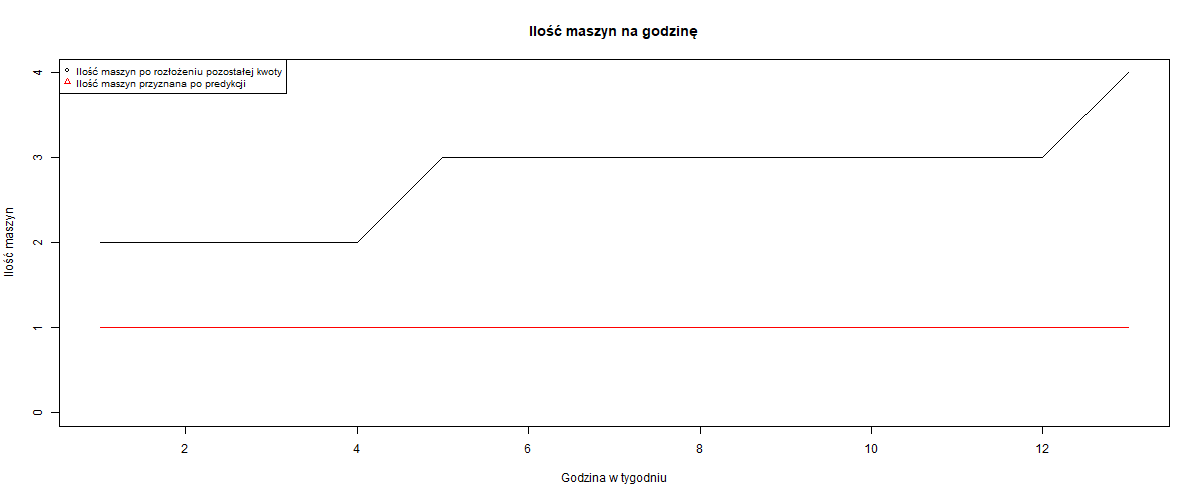 Ilość maszyn na godzinę
Ilość maszyn po rozłożeniu pozostałej kwoty
Ilość maszyn przyznana po predykcji
Ilość maszyn
4
3
2
1
0
2 4 6 8 10 12
Godzina w tygodniu